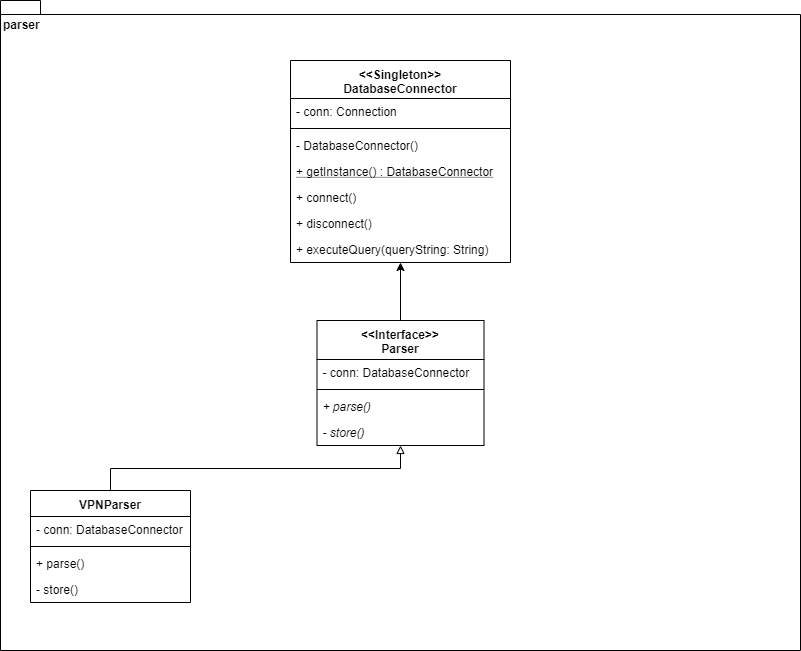 parser
<<Singleton>>
DatabaseConnector
- conn: Connection
- DatabaseConnector()
+ getInstance() : DatabaseConnector
+ connect()
+ disconnect()
+ executeQuery(queryString: String)
<<Interface>>
Parser
- conn: DatabaseConnector
+ parse()
- store()
VPNParser
- conn: DatabaseConnector
+ parse()
- store()